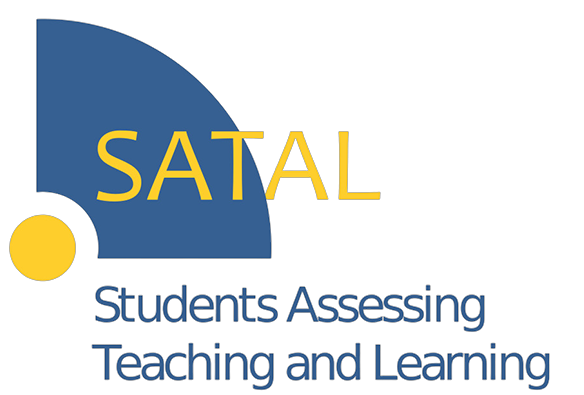 SATAL
Students Assessing
Teaching and Learning